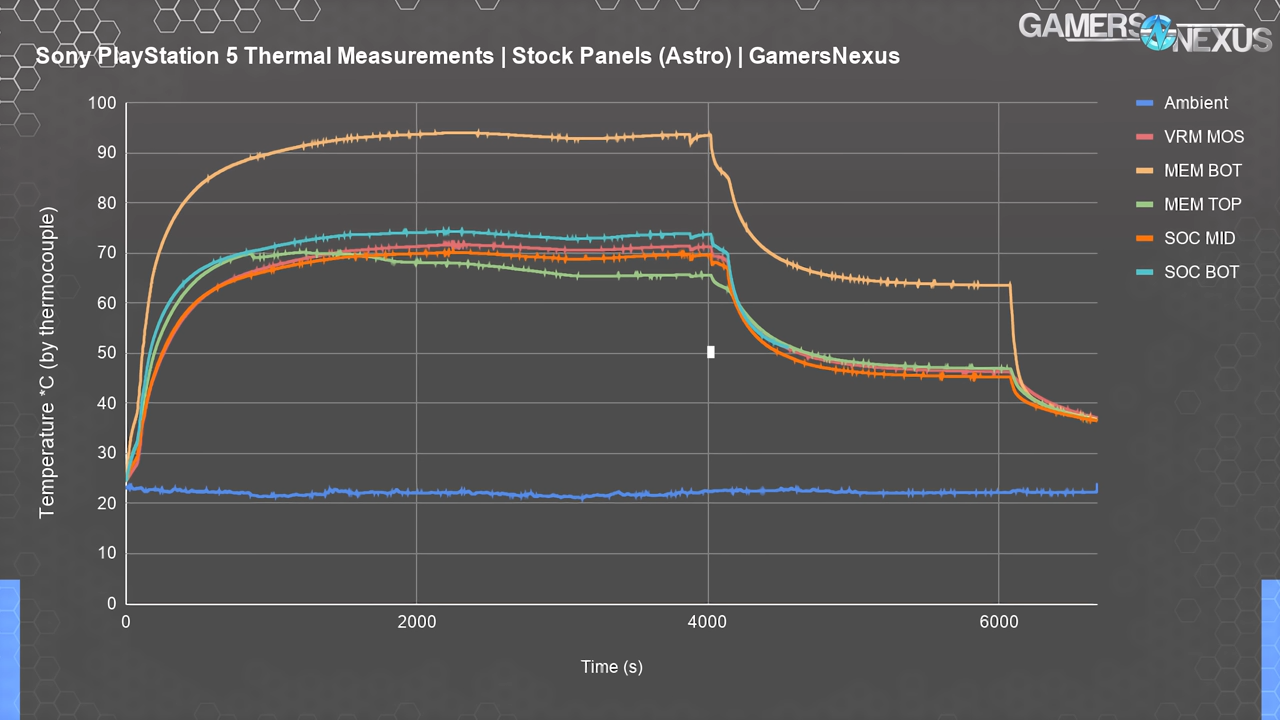 GAMERS NEXUS
Sony PlayStation 5 Thermal Measurements | Stock Panels (Astro) | GamersNexus
Temperature *C (by thermocouple)
100
90
80
70
60
50
40
30
20
10
0
0
2000
4000
6000
Time (s)
Ambient
VRM MOS
MEM BOT
MEM TOP
SOC MID
SOC BOT